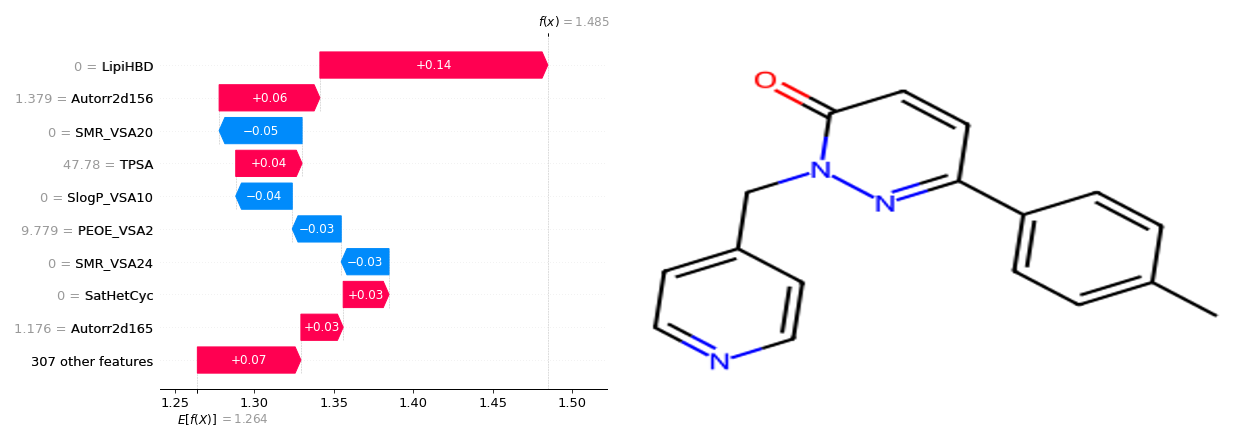 f(x) = 1.485
0 = LipiHBD +0.14
1.379 = Autorr2d156 +0.06
0 = SMR_VSA20 −0.05
47.78 = TPSA +0.04
0 = SlogP_VSA10 −0.04
9.779 = PEOE_VSA2 −0.03
0 = SMR_VSA24 −0.03
0 = SatHetCyc +0.03
1.176 = Autorr2d165 +0.03
307 other features +0.07
1.25 1.30 1.35 1.40 1.45 1.50
E[f(X)] = 1.264
O
N
N
N